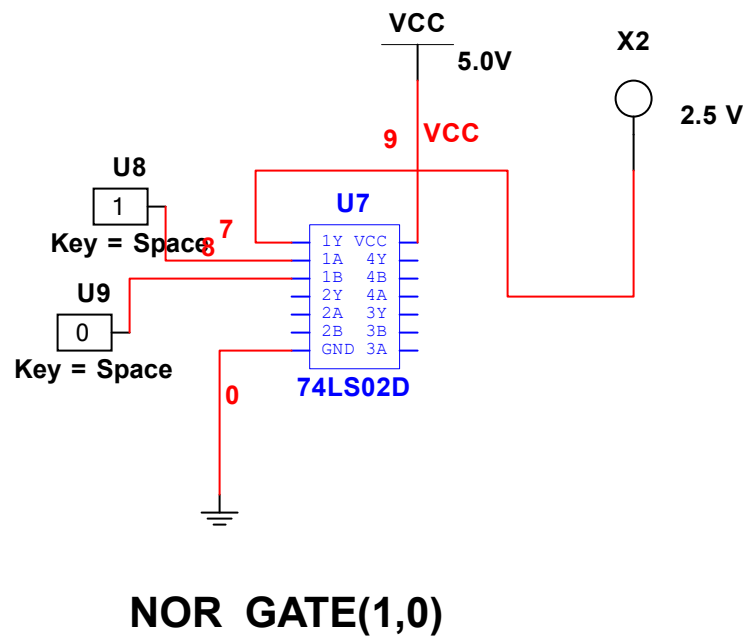 VCC
5.0V
X2
2.5 V
9
VCC
U8
1
Key = Space
7
8
U7
1Y VCC
1A 4Y
1B 4B
2Y 4A
2A 3Y
2B 3B
GND 3A
74LS02D
U9
0
Key = Space
0
NOR GATE(1,0)